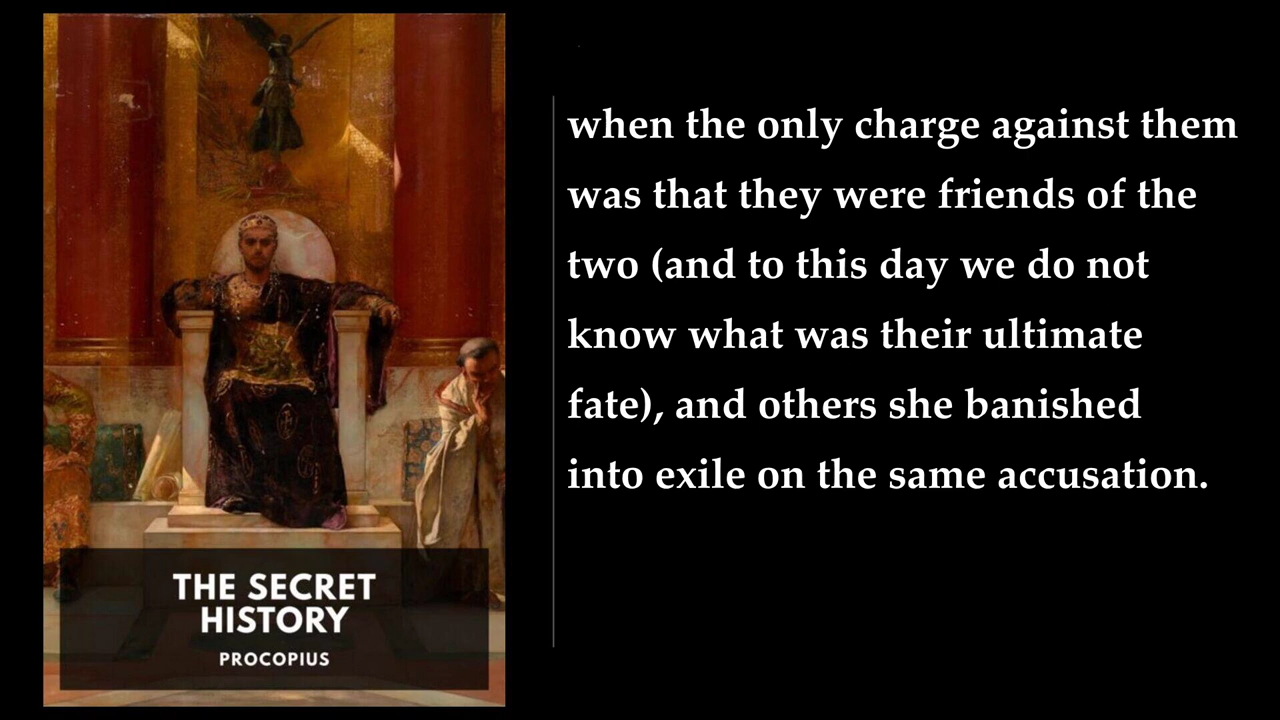 THE SECRET
HISTORY
PROCOPIUS
when the only charge against them
was that they were friends of the
two (and to this day we do not
know what was their ultimate
fate), and others she banished
into exile on the same accusation.